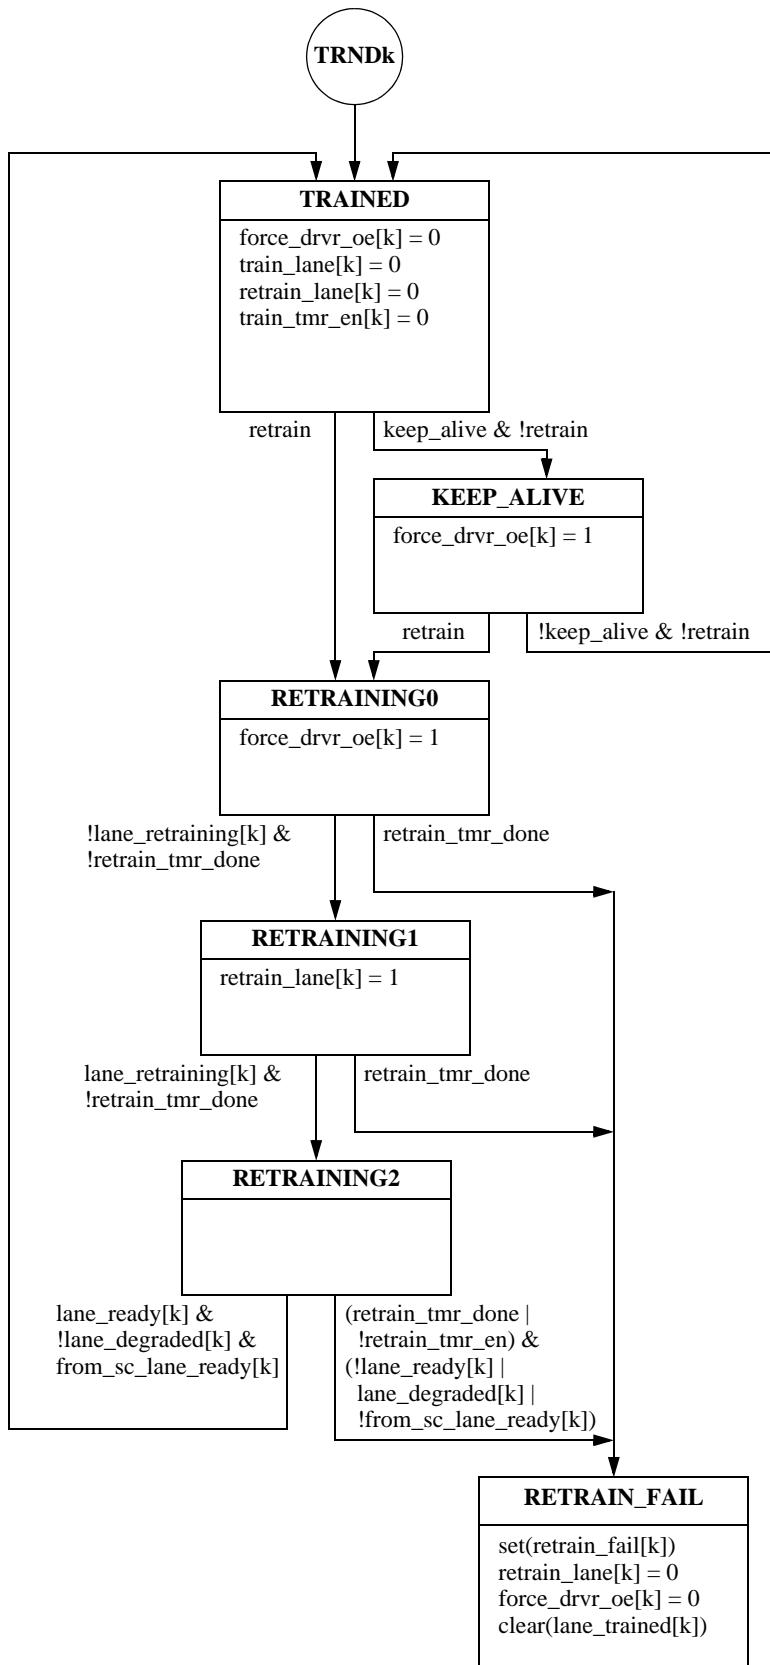 TRNDk
TRAINED
force_drvr_oe[k] = 0
train_lane[k] = 0
retrain_lane[k] = 0
train_tmr_en[k] = 0
retrain
keep_alive & !retrain
KEEP_ALIVE
force_drvr_oe[k] = 1
retrain
!keep_alive & !retrain
RETRAINING0
force_drvr_oe[k] = 1
!lane_retraining[k] &
!retrain_tmr_done
retrain_tmr_done
RETRAINING1
retrain_lane[k] = 1
lane_retraining[k] &
!retrain_tmr_done
retrain_tmr_done
RETRAINING2
lane_ready[k] &
!lane_degraded[k] &
from_sc_lane_ready[k]
(retrain_tmr_done |
!retrain_tmr_en) &
(!lane_ready[k] |
lane_degraded[k] |
!from_sc_lane_ready[k])
RETRAIN_FAIL
set(retrain_fail[k])
retrain_lane[k] = 0
force_drvr_oe[k] = 0
clear(lane_trained[k])